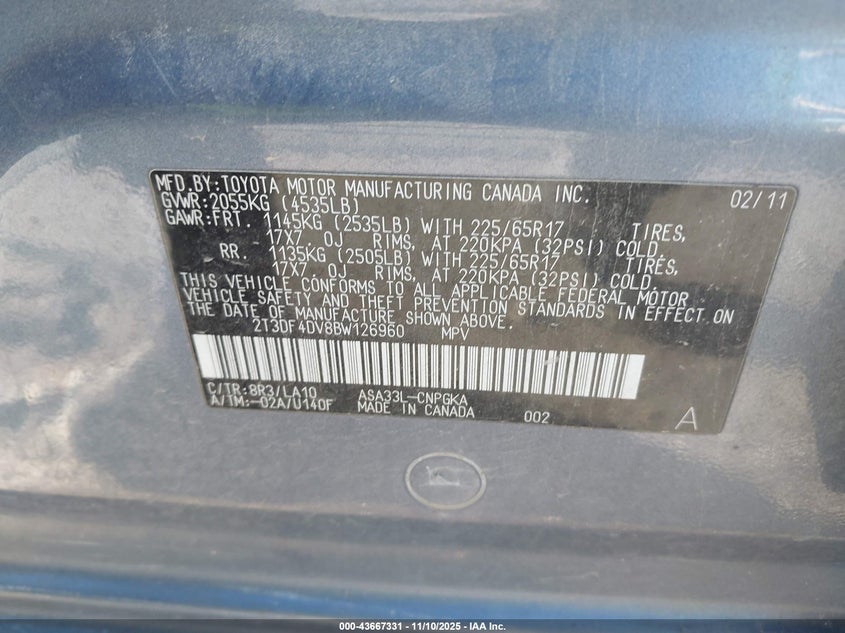 MFD.BY:TOYOTA MOTOR MANUFACTURING CANADA INC. 02/11
GVWR:2055KG (4535LB)
GAWR:FRT. 1145KG (2535LB) WITH 225/65R17 TIRES,
17X7. OJ RIMS, AT 220KPA (32PSI) COLD.
RR. 1135KG (2505LB) WITH 225/65R17 TIRES,
17X7. OJ RIMS, AT 220KPA (32PSI) COLD.
THIS VEHICLE CONFORMS TO ALL APPLICABLE FEDERAL MOTOR
VEHICLE SAFETY AND THEFT PREVENTION STANDARDS IN EFFECT ON
THE DATE OF MANUFACTURE SHOWN ABOVE.
2T3DF4DV8BW126960 MPV
C/TR:8R3/LA10 ASA33L-CNPGKA
A/TM:-02A/U140F MADE IN CANADA 002 A
000-43667331 - 11/10/2025 - IAA Inc.